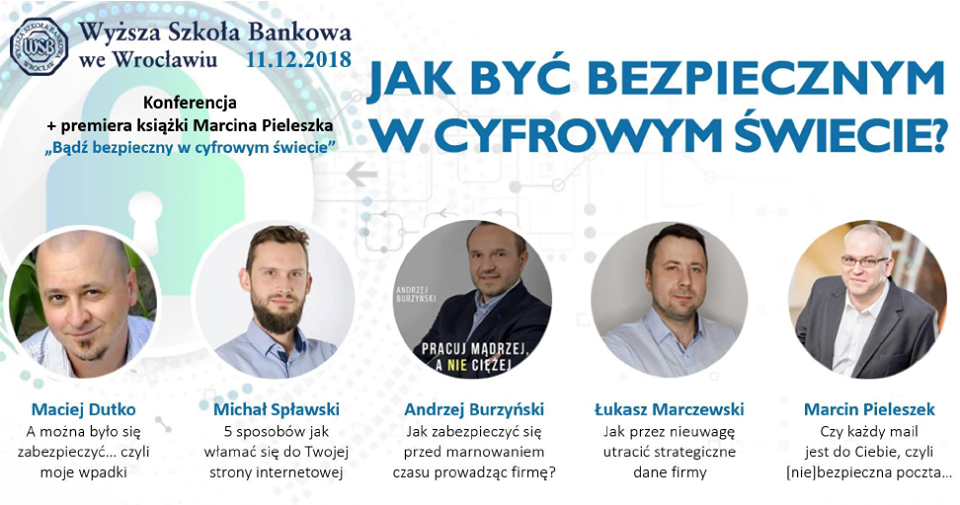 WYŻSZA SZKOŁA BANKOWA
WSB
WROCŁAW
Wyższa Szkoła Bankowa
we Wrocławiu 11.12.2018
Konferencja
+ premiera książki Marcina Pieleszka
„Bądź bezpieczny w cyfrowym świecie”
JAK BYĆ BEZPIECZNYM
W CYFROWYM ŚWIECIE?
ANDRZEJ
BURZYŃSKI
PRACUJ MĄDRZEJ,
A NIE CIĘŻEJ
Maciej Dutko
A można było się
zabezpieczyć... czyli
moje wpadki
Michał Spławski
5 sposobów jak
włamać się do Twojej
strony internetowej
Andrzej Burzyński
Jak zabezpieczyć się
przed marnowaniem
czasu prowadząc firmę?
Łukasz Marczewski
Jak przez nieuwagę
utracić strategiczne
dane firmy
Marcin Pieleszek
Czy każdy mail
jest do Ciebie, czyli
[nie]bezpieczna poczta...